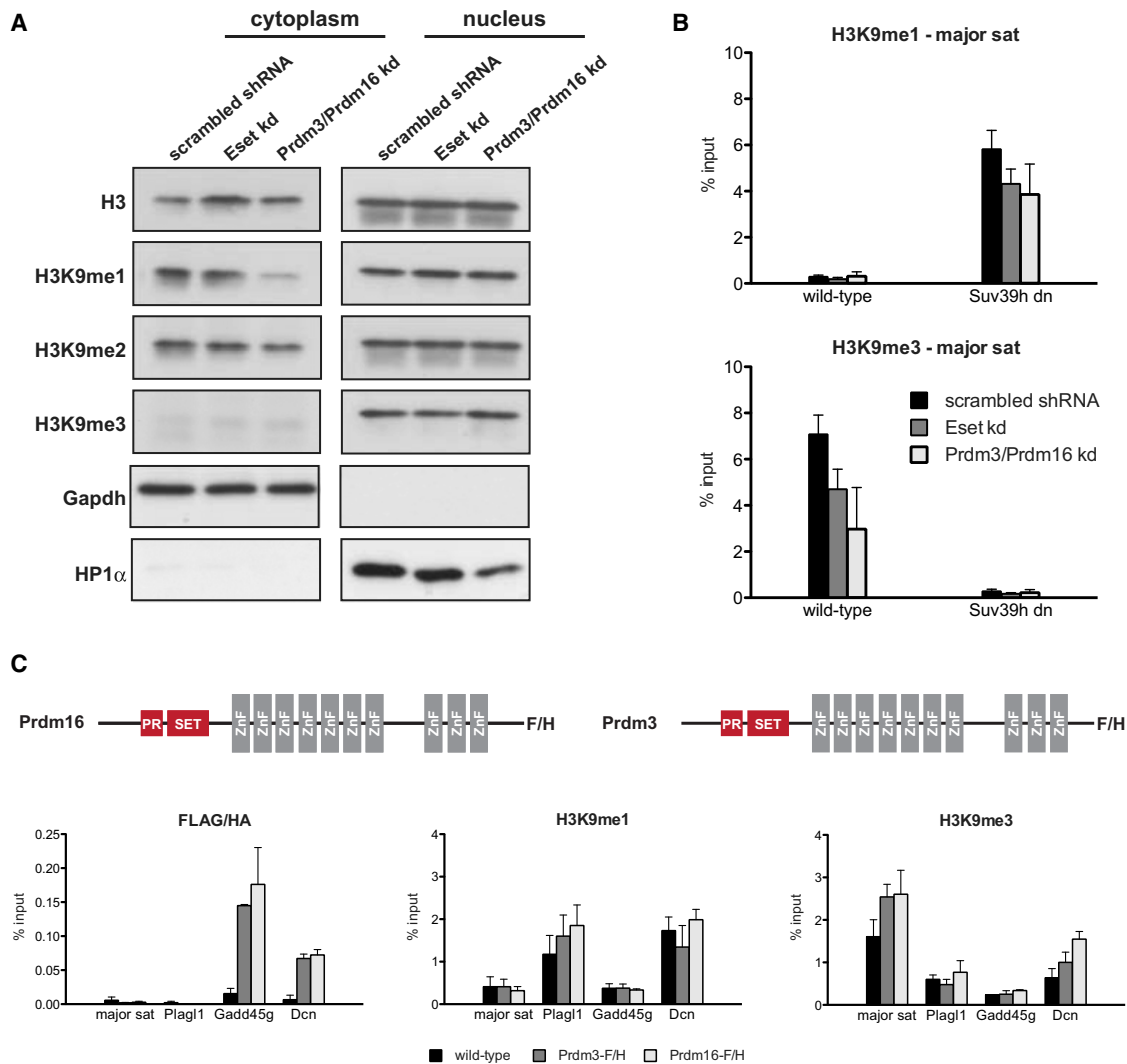 A
cytoplasm
nucleus
scrambled shRNA
Eset kd
Prdm3/Prdm16 kd
scrambled shRNA
Eset kd
Prdm3/Prdm16 kd
H3
H3K9me1
H3K9me2
H3K9me3
Gapdh
HP1α
B
H3K9me1 - major sat
% input
10
8
6
4
2
0
wild-type
Suv39h dn
H3K9me3 - major sat
% input
10
8
6
4
2
0
scrambled shRNA
Eset kd
Prdm3/Prdm16 kd
wild-type
Suv39h dn
C
Prdm16
PR
SET
ZnF
ZnF
ZnF
ZnF
ZnF
ZnF
ZnF
ZnF
ZnF
ZnF
F/H
Prdm3
PR
SET
ZnF
ZnF
ZnF
ZnF
ZnF
ZnF
ZnF
ZnF
ZnF
ZnF
F/H
FLAG/HA
% input
0.25
0.20
0.15
0.10
0.05
0.00
major sat
Plagl1
Gadd45g
Dcn
H3K9me1
% input
4
3
2
1
0
major sat
Plagl1
Gadd45g
Dcn
H3K9me3
% input
4
3
2
1
0
major sat
Plagl1
Gadd45g
Dcn
wild-type
Prdm3-F/H
Prdm16-F/H